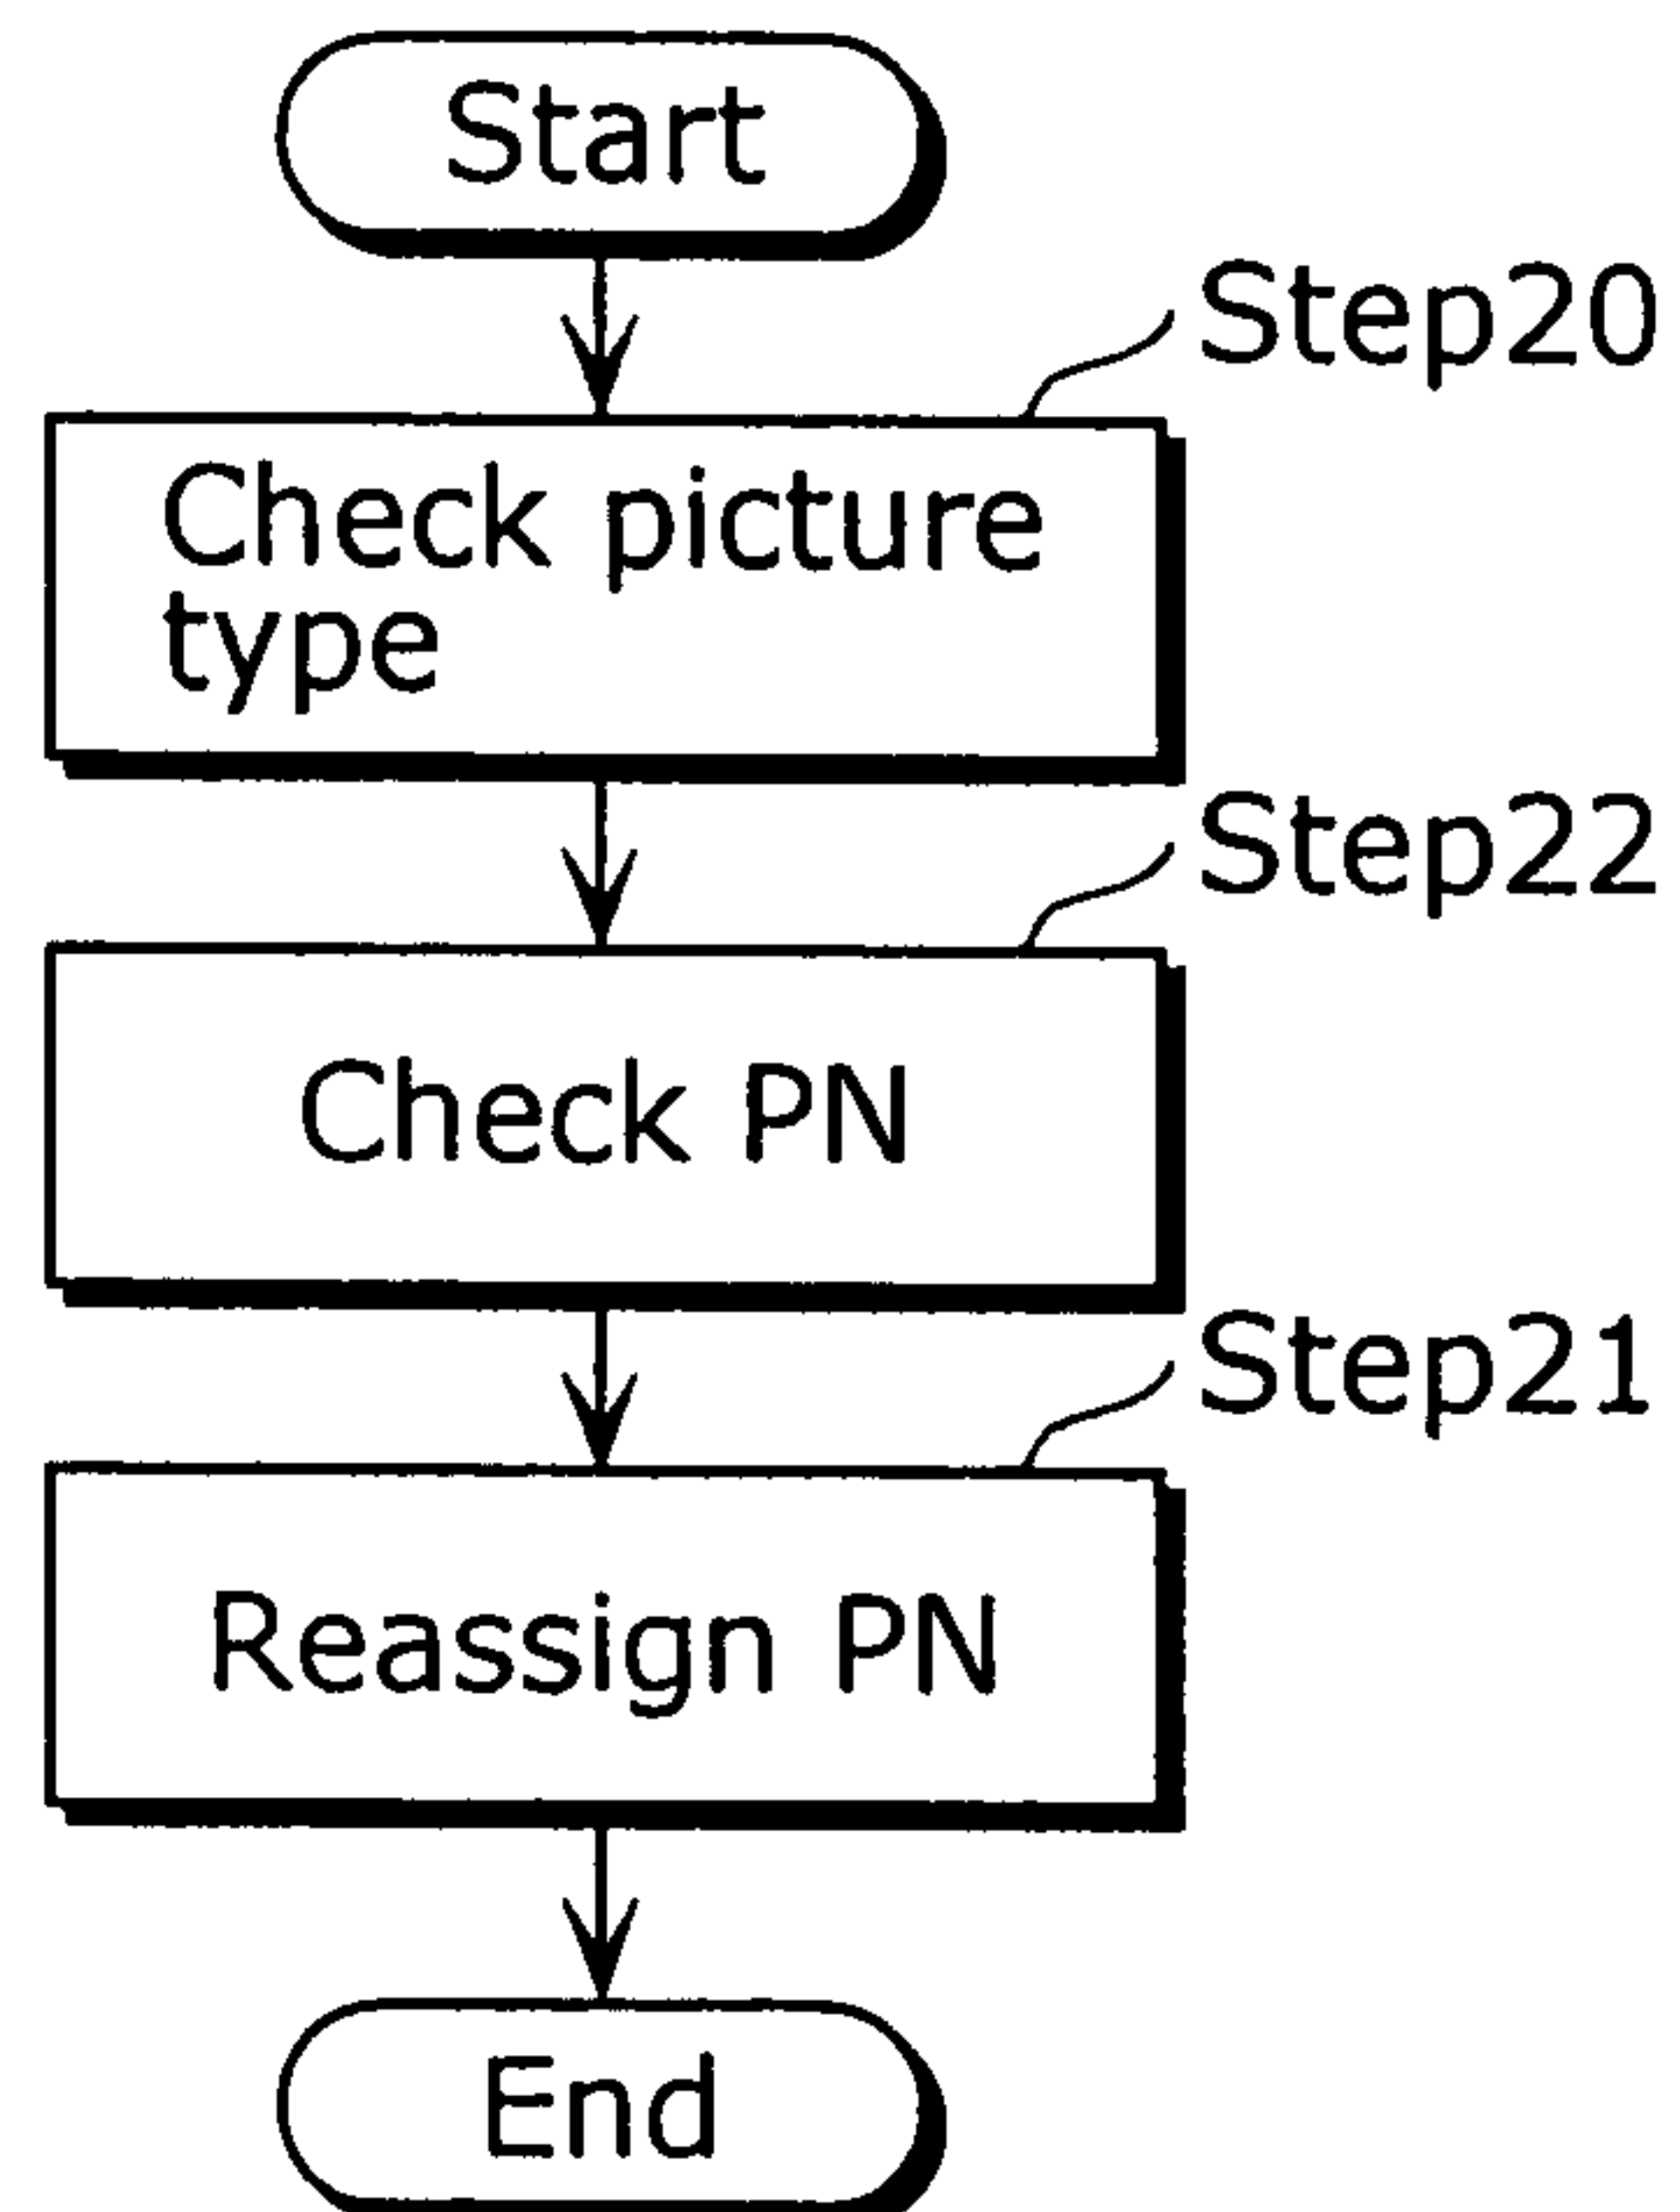 Start
Step20
Check picture
type
Step22
Check PN
Step21
Reassign PN
End